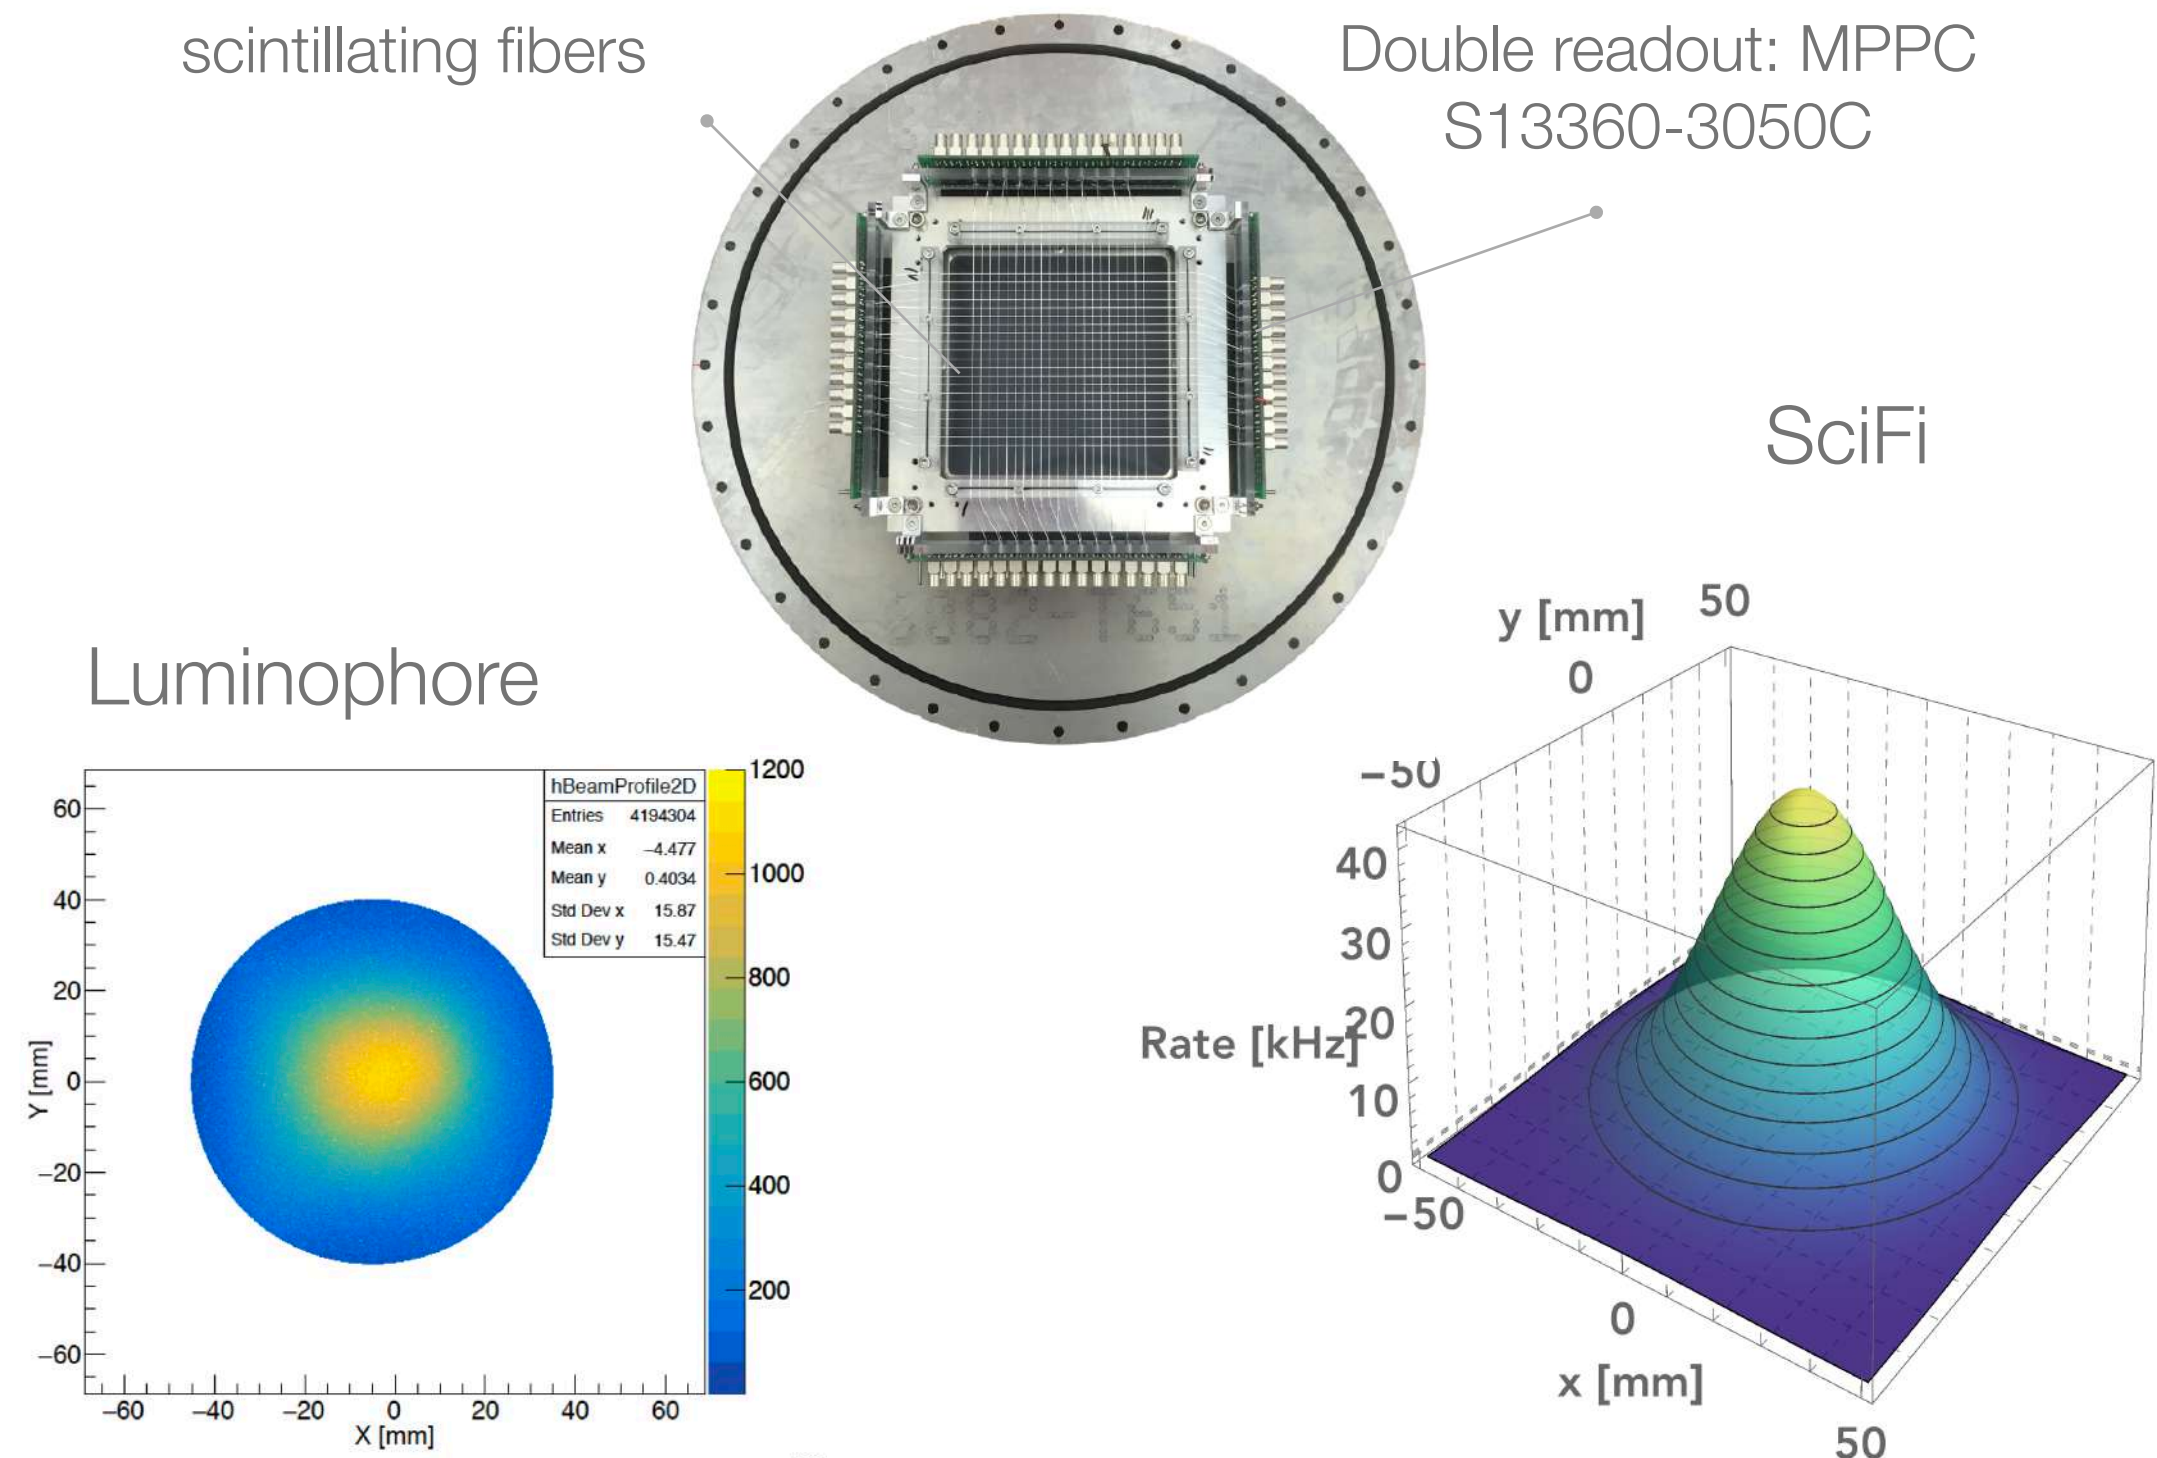 scintillating fibers
Double readout: MPPC
S13360-3050C
SciFi
Luminophore
hBeamProfile2D
Entries 4194304
Mean x −4.477
Mean y 0.4034
Std Dev x 15.87
Std Dev y 15.47
1200
1000
800
600
400
200
60
40
20
0
−20
−40
−60
Y [mm]
−60 −40 −20 0 20 40 60
X [mm]
y [mm] 50
0
−50
40
30
20
Rate [kHz]
10
0
−50
0
x [mm]
50